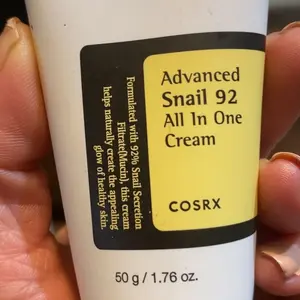 Advanced
Snail 92
All In One
Cream
COSRX
Formulated with 92% Snail Secretion
Filtrate(Mucin), this cream
helps naturally create the appealing
glow of healthy skin.
50 g / 1.76 oz.